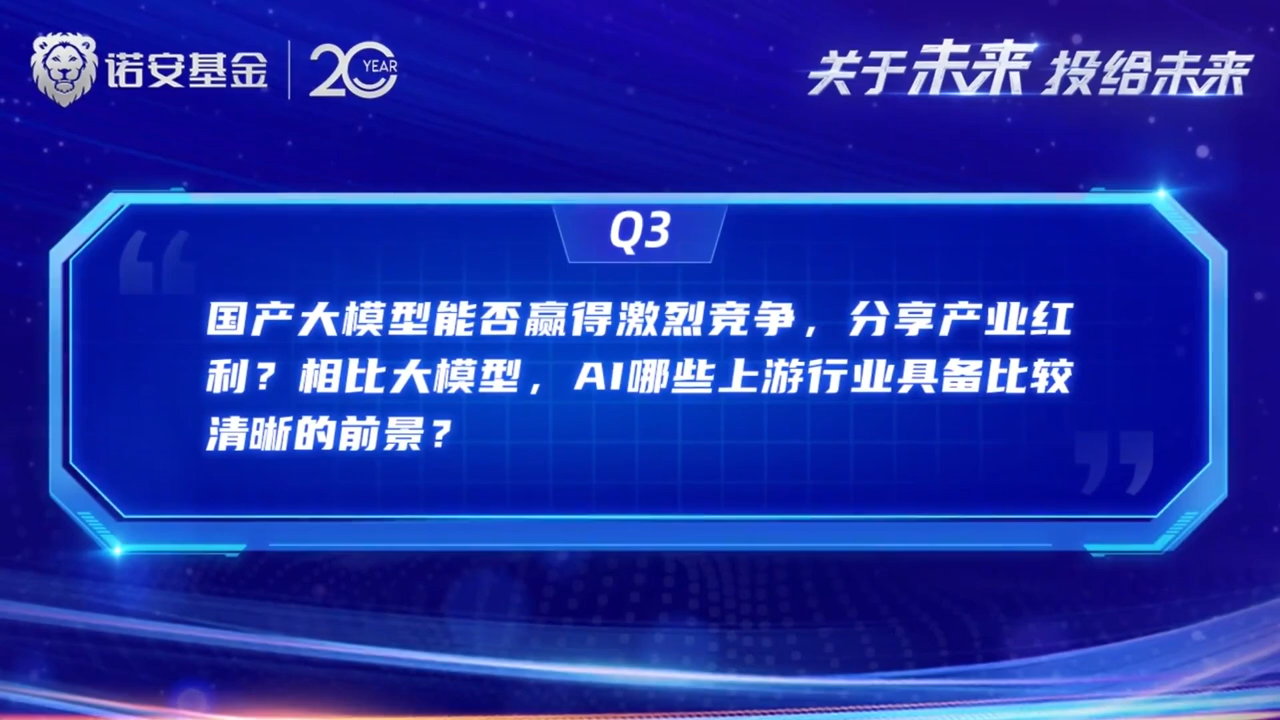 诺安基金
20 YEAR
关于未来 投给未来
Q3
“
国产大模型能否赢得激烈竞争，分享产业红
利？相比大模型，AI哪些上游行业具备比较
清晰的前景？
”